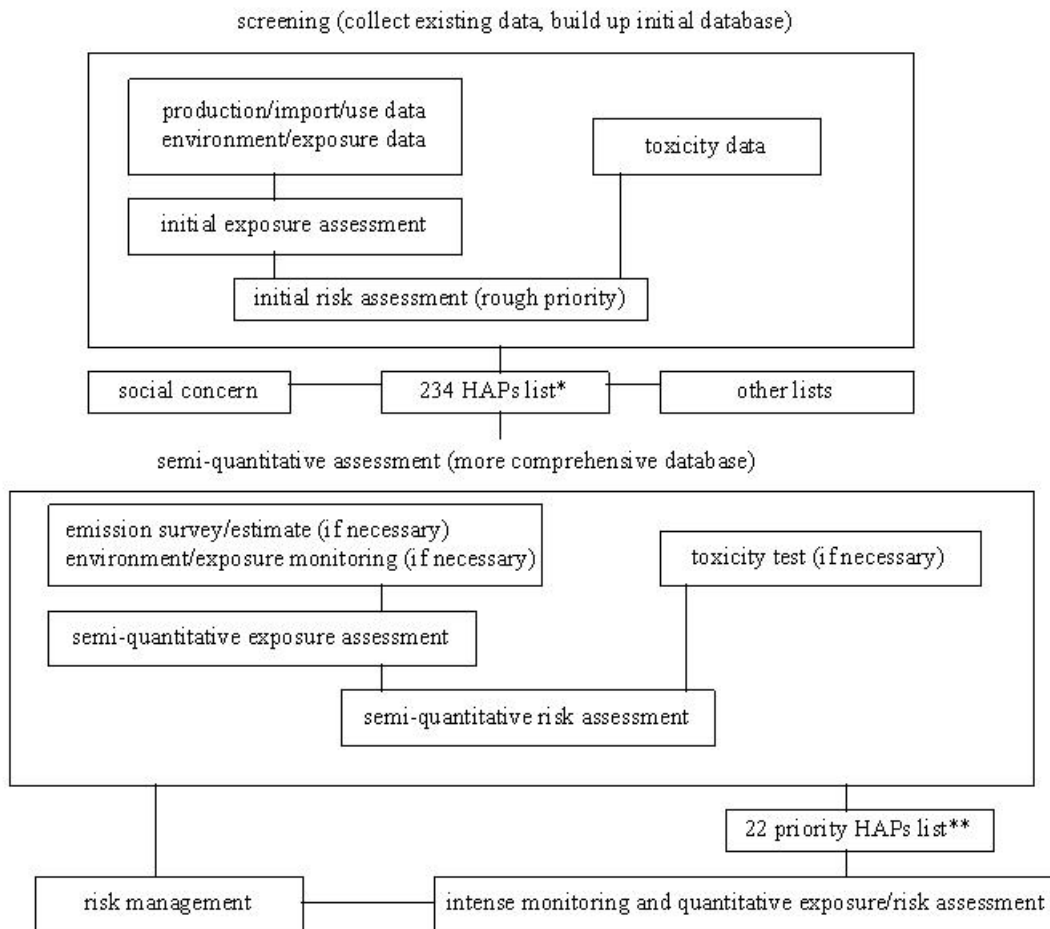 screening (collect existing data, build up initial database)
production/import/use data
environment/exposure data
toxicity data
initial exposure assessment
initial risk assessment (rough priority)
social concern
234 HAPs list*
other lists
semi-quantitative assessment (more comprehensive database)
emission survey/estimate (if necessary)
environment/exposure monitoring (if necessary)
toxicity test (if necessary)
semi-quantitative exposure assessment
semi-quantitative risk assessment
22 priority HAPs list**
risk management
intense monitoring and quantitative exposure/risk assessment